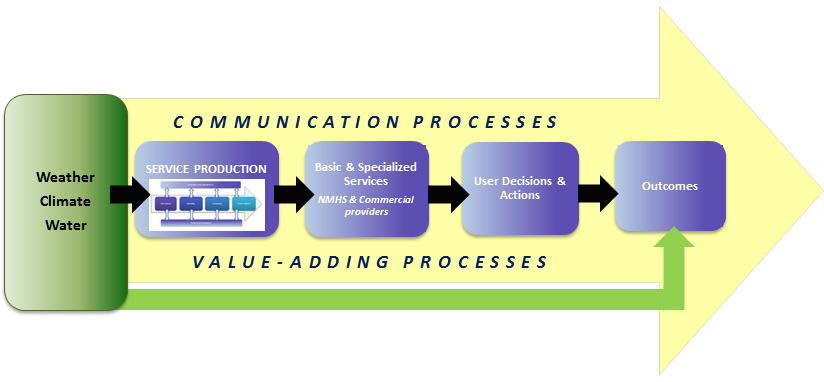 COMMUNICATION PROCESSES
Weather
Climate
Water
SERVICE PRODUCTION
Basic & Specialized
Services
NMHS & Commercial
providers
User Decisions &
Actions
Outcomes
VALUE-ADDING PROCESSES